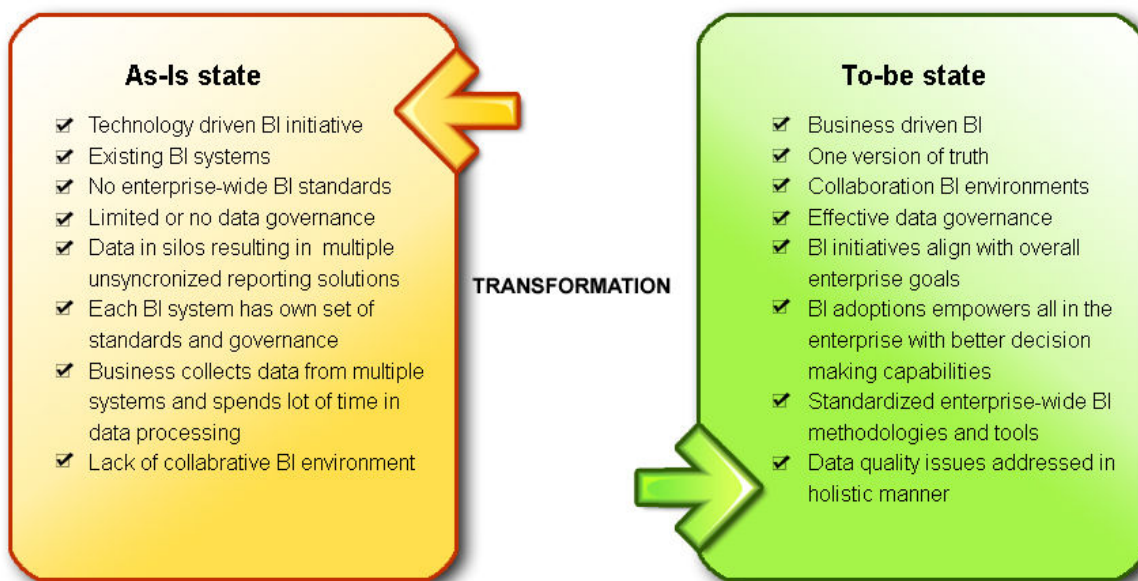 As-Is state
Technology driven BI initiative
Existing BI systems
No enterprise-wide BI standards
Limited or no data governance
Data in silos resulting in multiple
unsyncronized reporting solutions
Each BI system has own set of
standards and governance
Business collects data from multiple
systems and spends lot of time in
data processing
Lack of collabrative BI environment
TRANSFORMATION
To-be state
Business driven BI
One version of truth
Collaboration BI environments
Effective data governance
BI initiatives align with overall
enterprise goals
BI adoptions empowers all in the
enterprise with better decision
making capabilities
Standardized enterprise-wide BI
methodologies and tools
Data quality issues addressed in
holistic manner